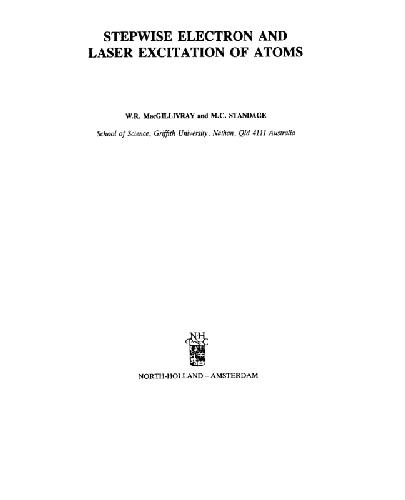 STEPWISE ELECTRON AND
LASER EXCITATION OF ATOMS
W.R. MacGILLIVRAY and M.C. STANDAGE
School of Science, Griffith University, Nathan, Qld 4111 Australia
NH
NORTH-HOLLAND – AMSTERDAM